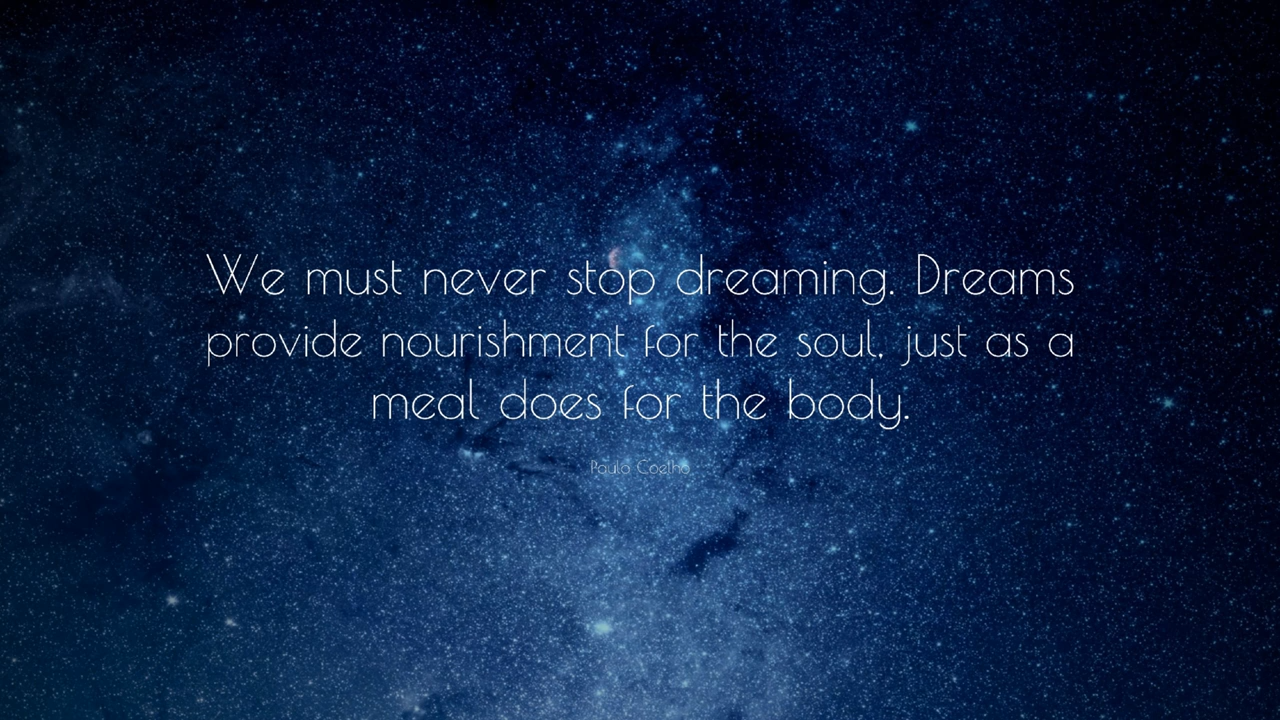 We must never stop dreaming. Dreams
provide nourishment for the soul, just as a
meal does for the body.
Paulo Coelho